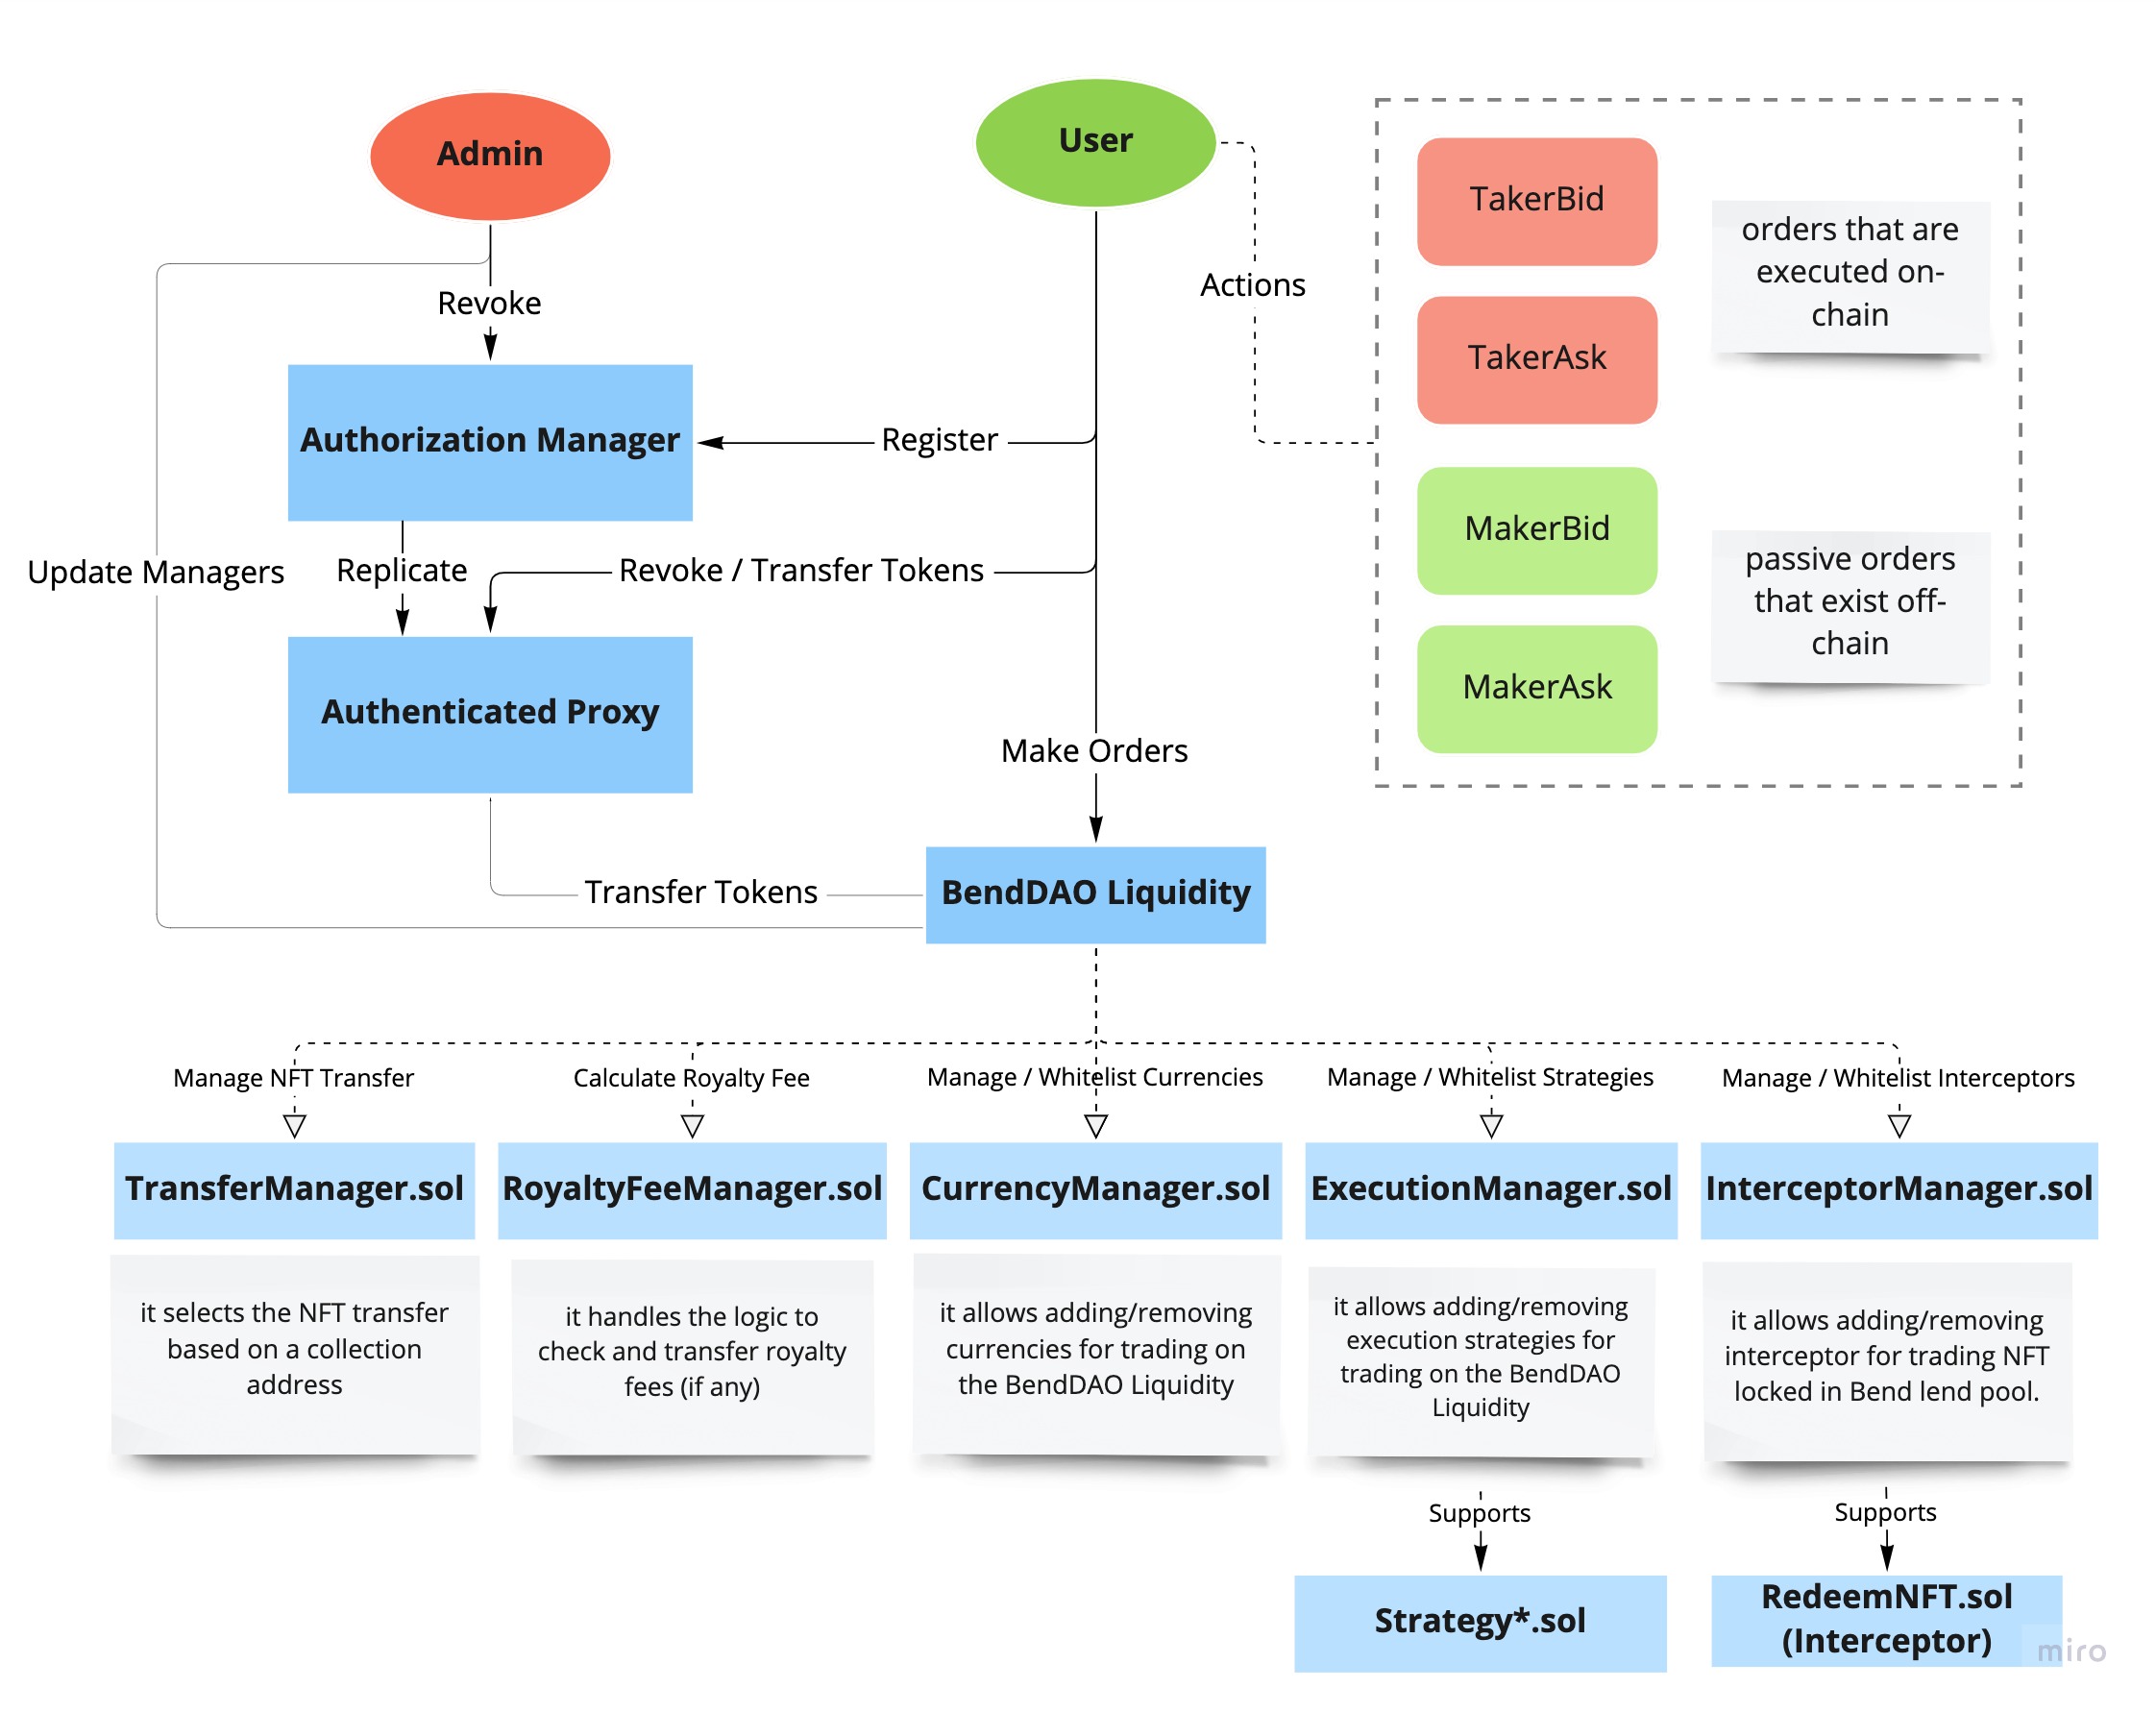 Admin
User
TakerBid
orders that are
executed on-
chain
Actions
Revoke
TakerAsk
Authorization Manager
Register
MakerBid
passive orders
that exist off-
chain
Update Managers
Replicate
Revoke / Transfer Tokens
MakerAsk
Authenticated Proxy
Make Orders
Transfer Tokens
BendDAO Liquidity
Manage NFT Transfer
Calculate Royalty Fee
Manage / Whitelist Currencies
Manage / Whitelist Strategies
Manage / Whitelist Interceptors
TransferManager.sol
RoyaltyFeeManager.sol
CurrencyManager.sol
ExecutionManager.sol
InterceptorManager.sol
it selects the NFT transfer
based on a collection
address
it handles the logic to
check and transfer royalty
fees (if any)
it allows adding/removing
currencies for trading on
the BendDAO Liquidity
it allows adding/removing
execution strategies for
trading on the BendDAO
Liquidity
it allows adding/removing
interceptor for trading NFT
locked in Bend lend pool.
Supports
Supports
Strategy*.sol
RedeemNFT.sol
(Interceptor)
miro